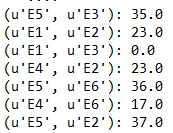 (u'E5', u'E3'): 35.0
(u'E1', u'E2'): 23.0
(u'E1', u'E3'): 0.0
(u'E4', u'E2'): 23.0
(u'E5', u'E6'): 36.0
(u'E4', u'E6'): 17.0
(u'E5', u'E2'): 37.0